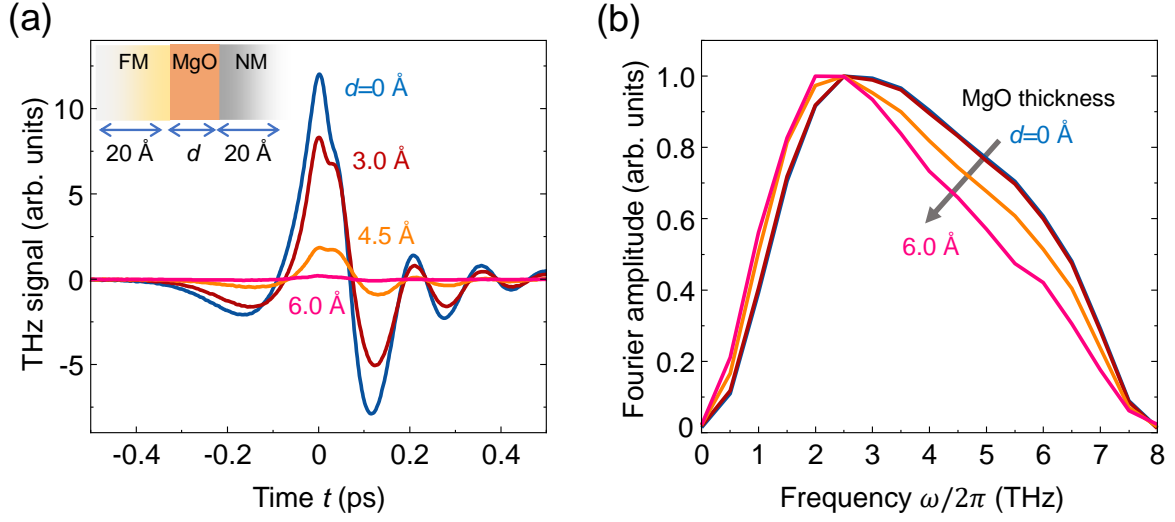 (a)
FM MgO NM
20 Å d 20 Å
d=0 Å
3.0 Å
4.5 Å
6.0 Å
10
5
0
-5
THz signal (arb. units)
-0.4 -0.2 0 0.2 0.4
Time t (ps)
(b)
MgO thickness
d=0 Å
6.0 Å
1.0
0.8
0.6
0.4
0.2
0
Fourier amplitude (arb. units)
0 1 2 3 4 5 6 7 8
Frequency ω/2π (THz)